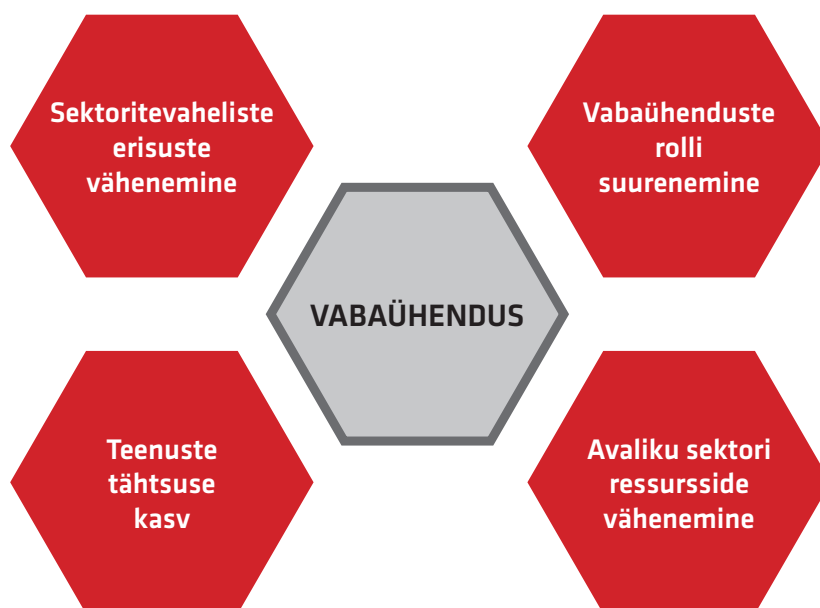 Sektoritevaheliste
erisuste
vähenemine
Vabaühenduste
rolli
suurenemine
VABAÜHENDUS
Teenuste
tähtsuse
kasv
Avaliku sektori
ressursside
vähenemine